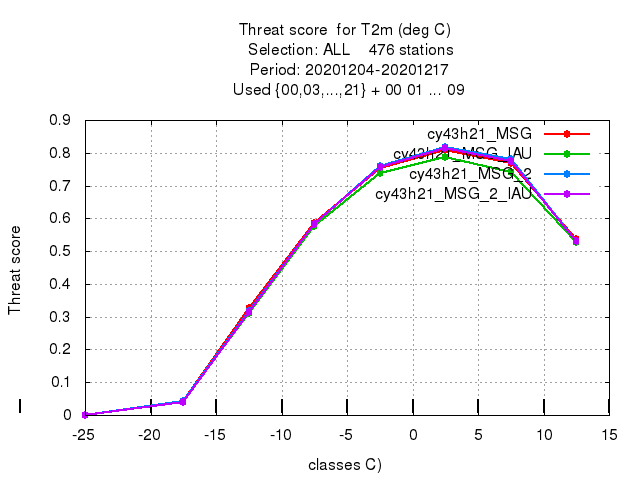 Threat score  for T2m (deg C)
Selection: ALL    476 stations
Period: 20201204-20201217
Used {00,03,...,21} + 00 01 ... 09
0.9
0.8
0.7
0.6
0.5
0.4
0.3
0.2
0.1
0
Threat score
cy43h21_MSG
cy43h21_MSG_IAU
cy43h21_MSG_2
cy43h21_MSG_2_IAU
-25 -20 -15 -10 -5 0 5 10 15
classes C)